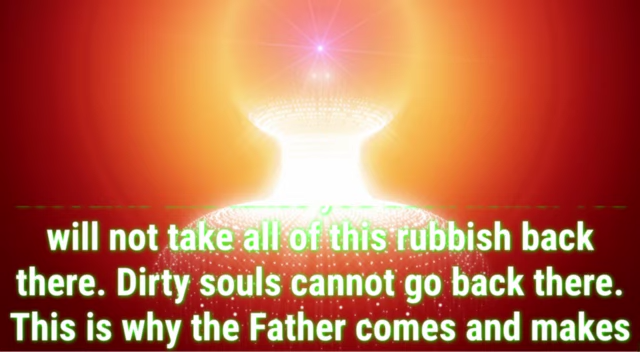 will not take all of this rubbish back
there. Dirty souls cannot go back there.
This is why the Father comes and makes